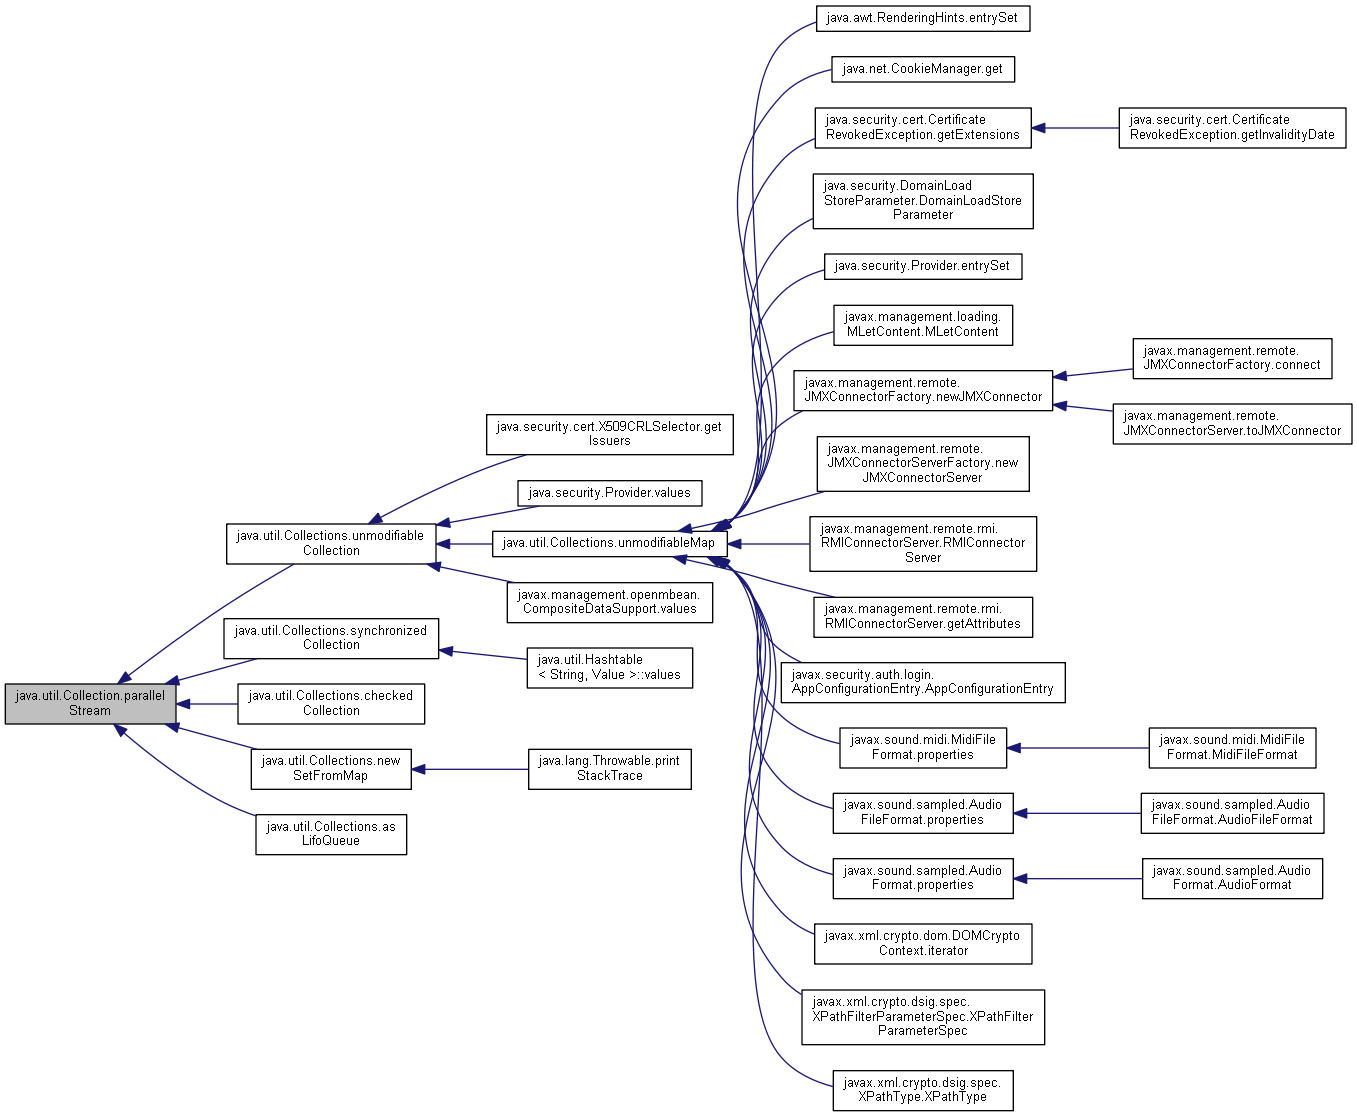 java.awt.RenderingHints.entrySet
java.net.CookieManager.get
java.security.cert.Certificate
RevokedException.getExtensions
java.security.cert.Certificate
RevokedException.getInvalidityDate
java.security.DomainLoad
StoreParameter.DomainLoadStore
Parameter
java.security.Provider.entrySet
javax.management.loading.
MLetContent.MLetContent
javax.management.remote.
JMXConnectorFactory.newJMXConnector
javax.management.remote.
JMXConnectorFactory.connect
javax.management.remote.
JMXConnectorServer.toJMXConnector
java.security.cert.X509CRLSelector.get
Issuers
javax.management.remote.
JMXConnectorServerFactory.new
JMXConnectorServer
java.security.Provider.values
java.util.Collections.unmodifiable
Collection
java.util.Collections.unmodifiableMap
javax.management.remote.rmi.
RMIConnectorServer.RMIConnector
Server
javax.management.openmbean.
CompositeDataSupport.values
javax.management.remote.rmi.
RMIConnectorServer.getAttributes
java.util.Collections.synchronized
Collection
java.util.Hashtable
< String, Value >::values
javax.security.auth.login.
AppConfigurationEntry.AppConfigurationEntry
java.util.Collection.parallel
Stream
java.util.Collections.checked
Collection
javax.sound.midi.MidiFile
Format.properties
javax.sound.midi.MidiFile
Format.MidiFileFormat
java.util.Collections.new
SetFromMap
java.lang.Throwable.print
StackTrace
javax.sound.sampled.Audio
FileFormat.properties
javax.sound.sampled.Audio
FileFormat.AudioFileFormat
java.util.Collections.as
LifoQueue
javax.sound.sampled.Audio
Format.properties
javax.sound.sampled.Audio
Format.AudioFormat
javax.xml.crypto.dom.DOMCrypto
Context.iterator
javax.xml.crypto.dsig.spec.
XPathFilterParameterSpec.XPathFilter
ParameterSpec
javax.xml.crypto.dsig.spec.
XPathType.XPathType